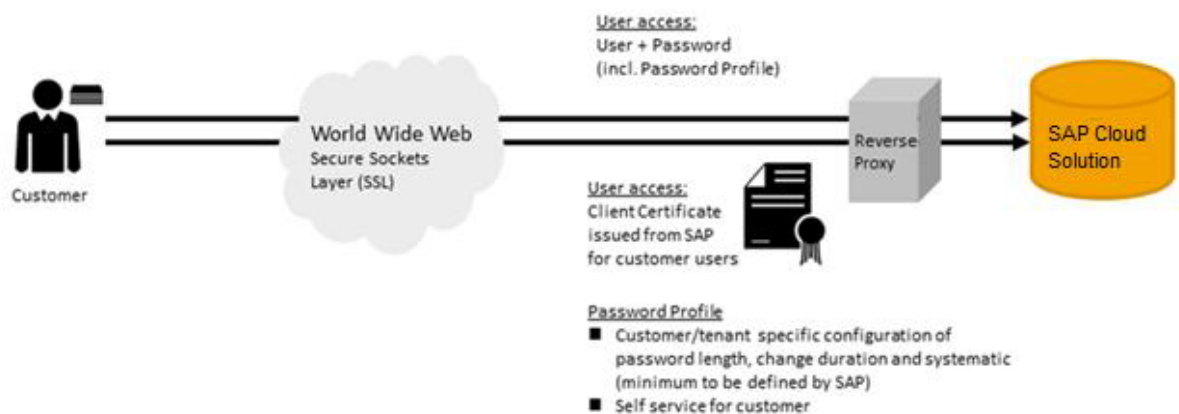 User access:
User + Password
(incl. Password Profile)
World Wide Web
Secure Sockets
Layer (SSL)
Reverse
Proxy
SAP Cloud
Solution
Customer
User access:
Client Certificate
issued from SAP
for customer users
Password Profile
■ Customer/tenant specific configuration of
password length, change duration and systematic
(minimum to be defined by SAP)
■ Self service for customer